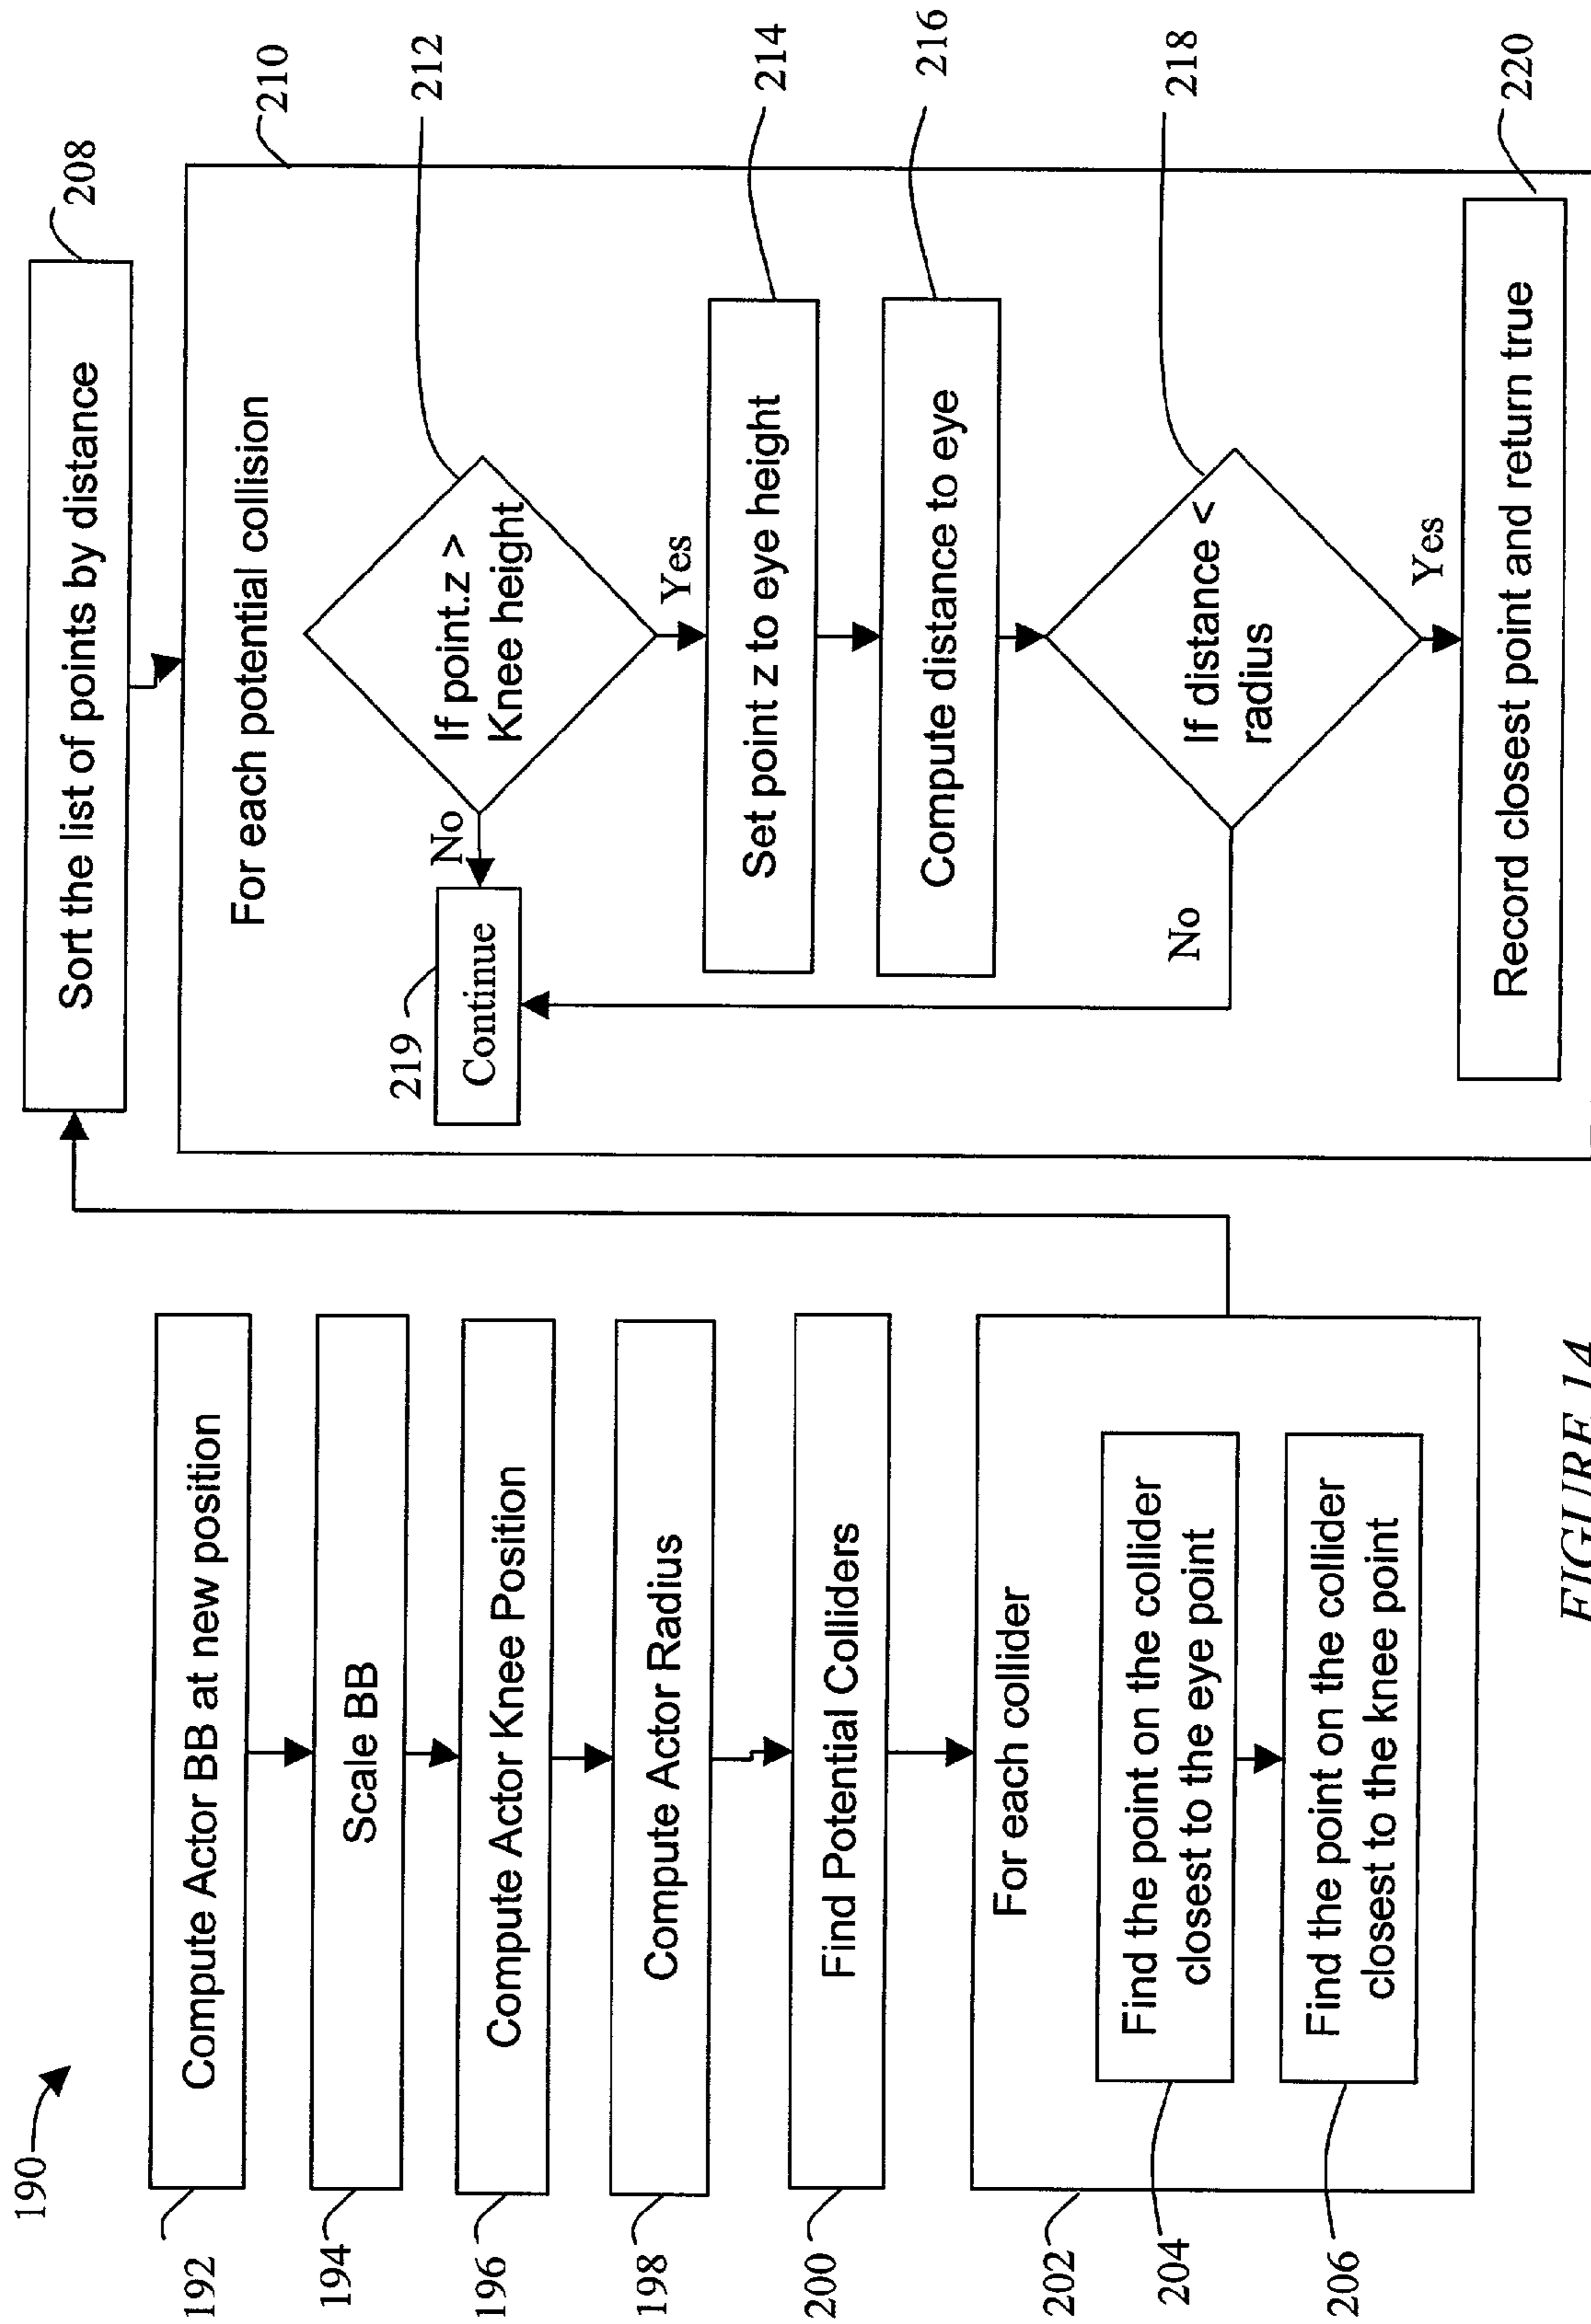 190
192
Compute Actor BB at new position
194
Scale BB
196
Compute Actor Knee Position
198
Compute Actor Radius
200
Find Potential Colliders
202
For each collider
204
Find the point on the collider
closest to the eye point
206
Find the point on the collider
closest to the knee point
208
Sort the list of points by distance
210
For each potential collision
212
If point.z >
Knee height
No
Yes
219
Continue
214
Set point z to eye height
216
Compute distance to eye
218
If distance <
radius
No
Yes
220
Record closest point and return true
FIGURE 14